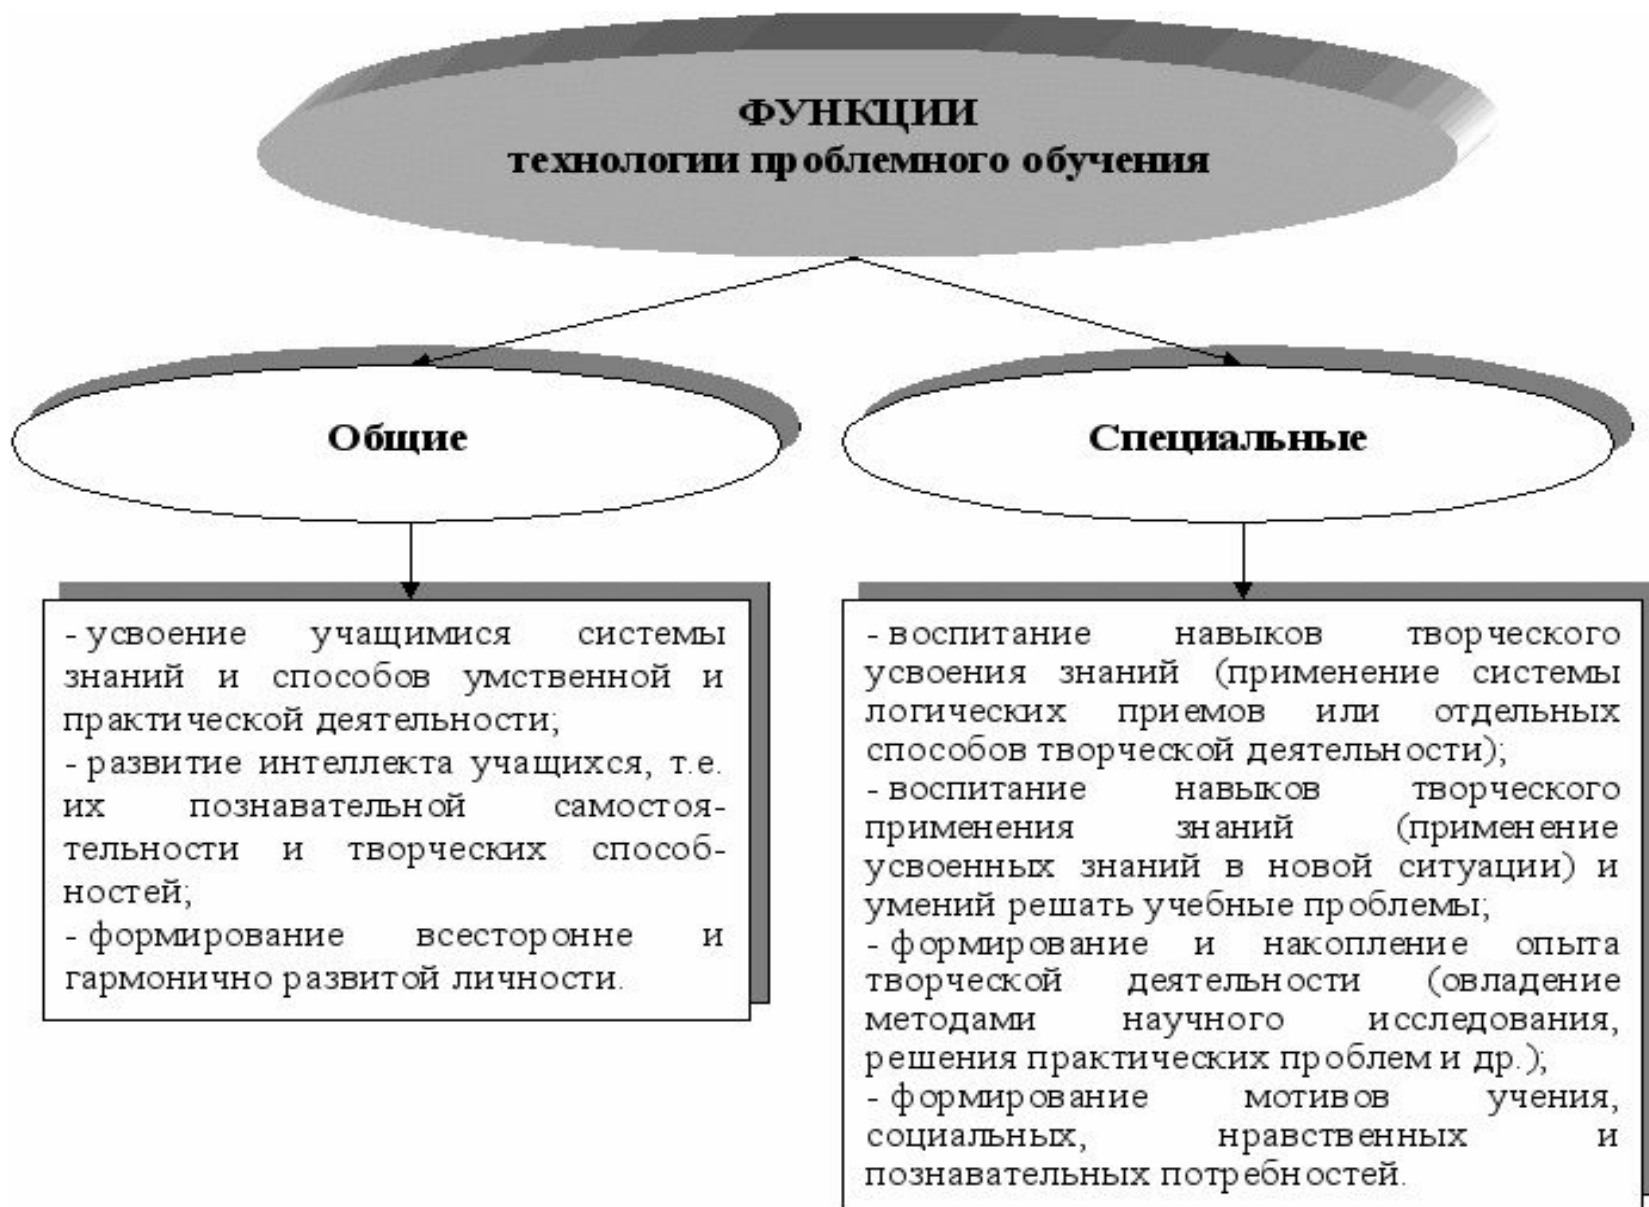 ФУНКЦИИ
технологии проблемного обучения
Общие
Специальные
- усвоение учащимися системы
знаний и способов умственной и
практической деятельности;
- развитие интеллекта учащихся, т.е.
их познавательной самостоя-
тельности и творческих способ-
ностей;
- формирование всесторонне и
гармонично развитой личности.
- воспитание навыков творческого
усвоения знаний (применение системы
логических приемов или отдельных
способов творческой деятельности);
- воспитание навыков творческого
применения знаний (применение
усвоенных знаний в новой ситуации) и
умений решать учебные проблемы;
- формирование и накопление опыта
творческой деятельности (овладение
методами научного исследования,
решения практических проблем и др.);
- формирование мотивов учения,
социальных, нравственных и
познавательных потребностей.